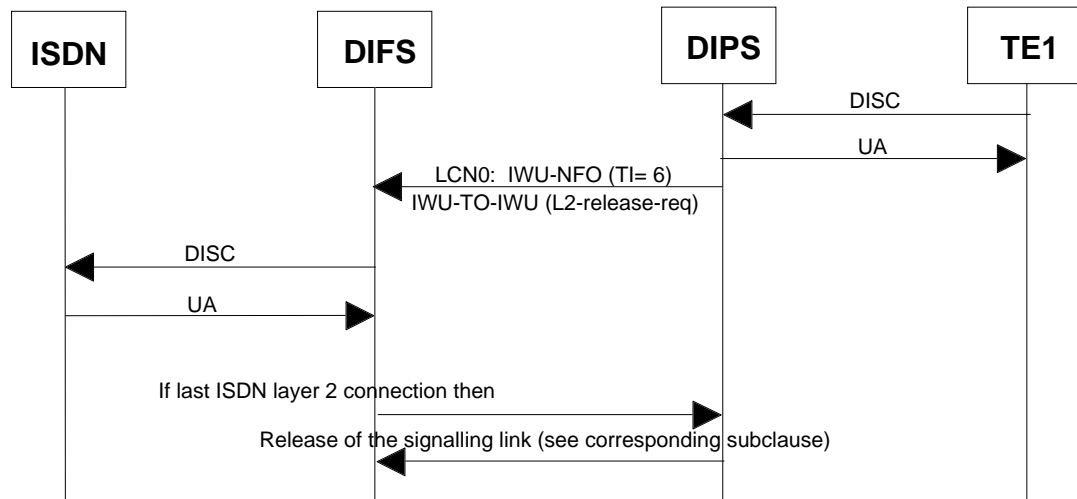 ISDN
DIFS
DIPS
TE1
DISC
UA
LCN0: IWU-NFO (TI= 6)
IWU-TO-IWU (L2-release-req)
DISC
UA
If last ISDN layer 2 connection then
Release of the signalling link (see corresponding subclause)